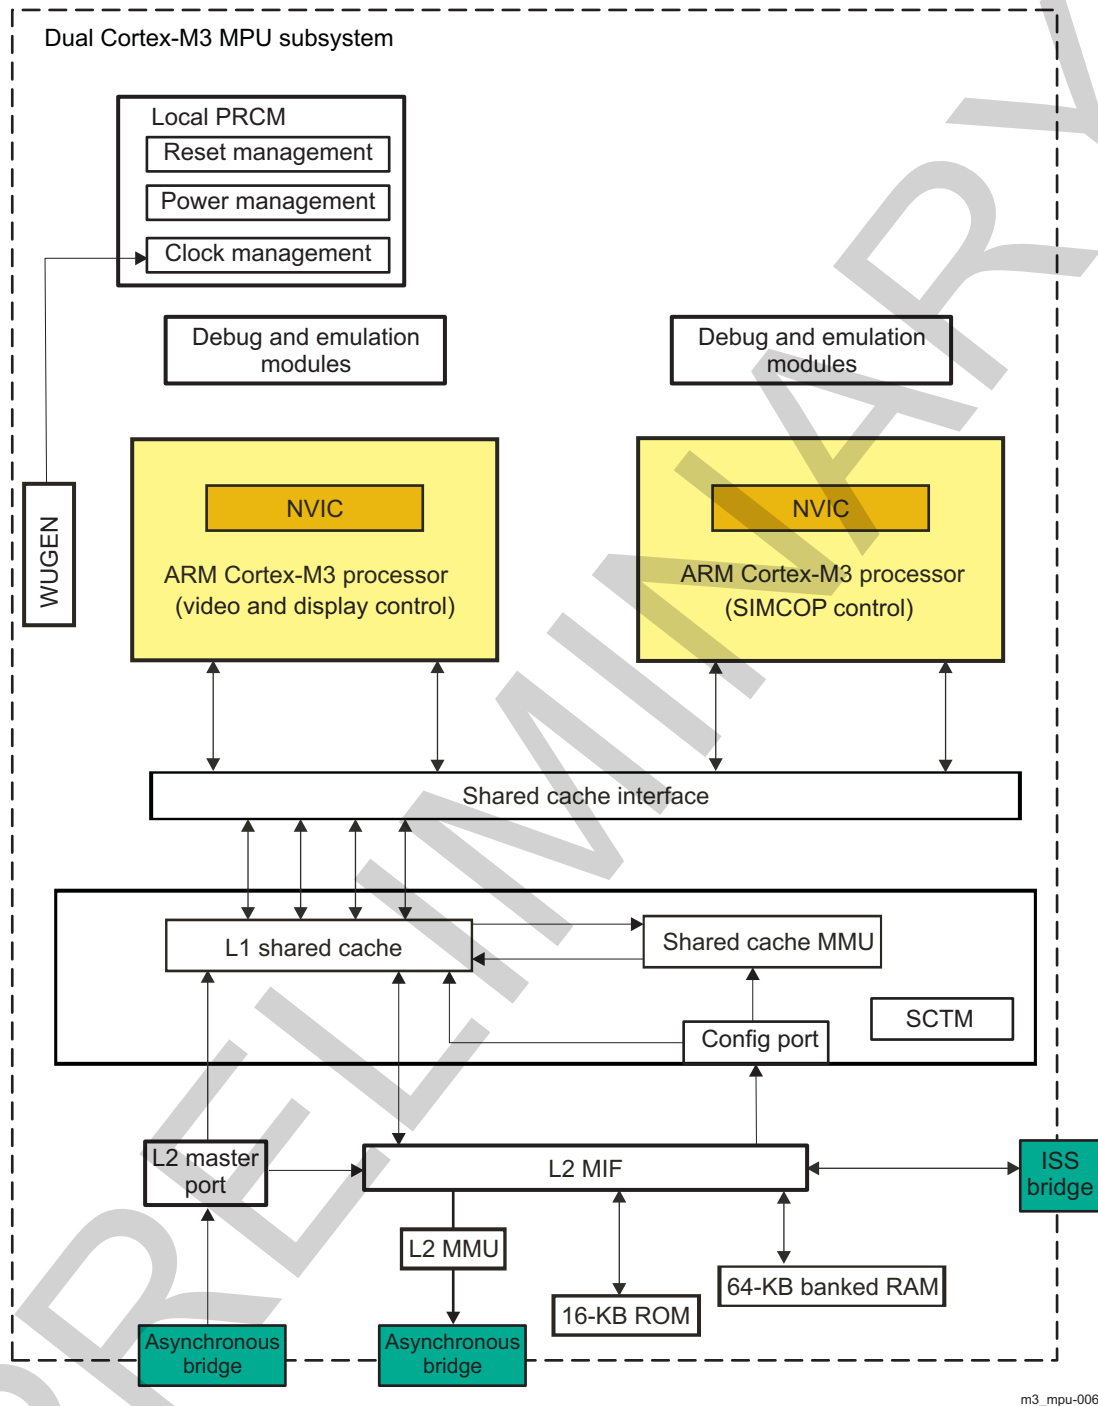 Dual Cortex-M3 MPU subsystem
Local PRCM
Reset management
Power management
Clock management
Debug and emulation
modules
Debug and emulation
modules
WUGEN
NVIC
ARM Cortex-M3 processor
(video and display control)
NVIC
ARM Cortex-M3 processor
(SIMCOP control)
Shared cache interface
L1 shared cache
Shared cache MMU
SCTM
Config port
L2 master
port
L2 MIF
ISS
bridge
L2 MMU
64-KB banked RAM
16-KB ROM
Asynchronous
bridge
Asynchronous
bridge
m3_mpu-006
PRELIMINARY